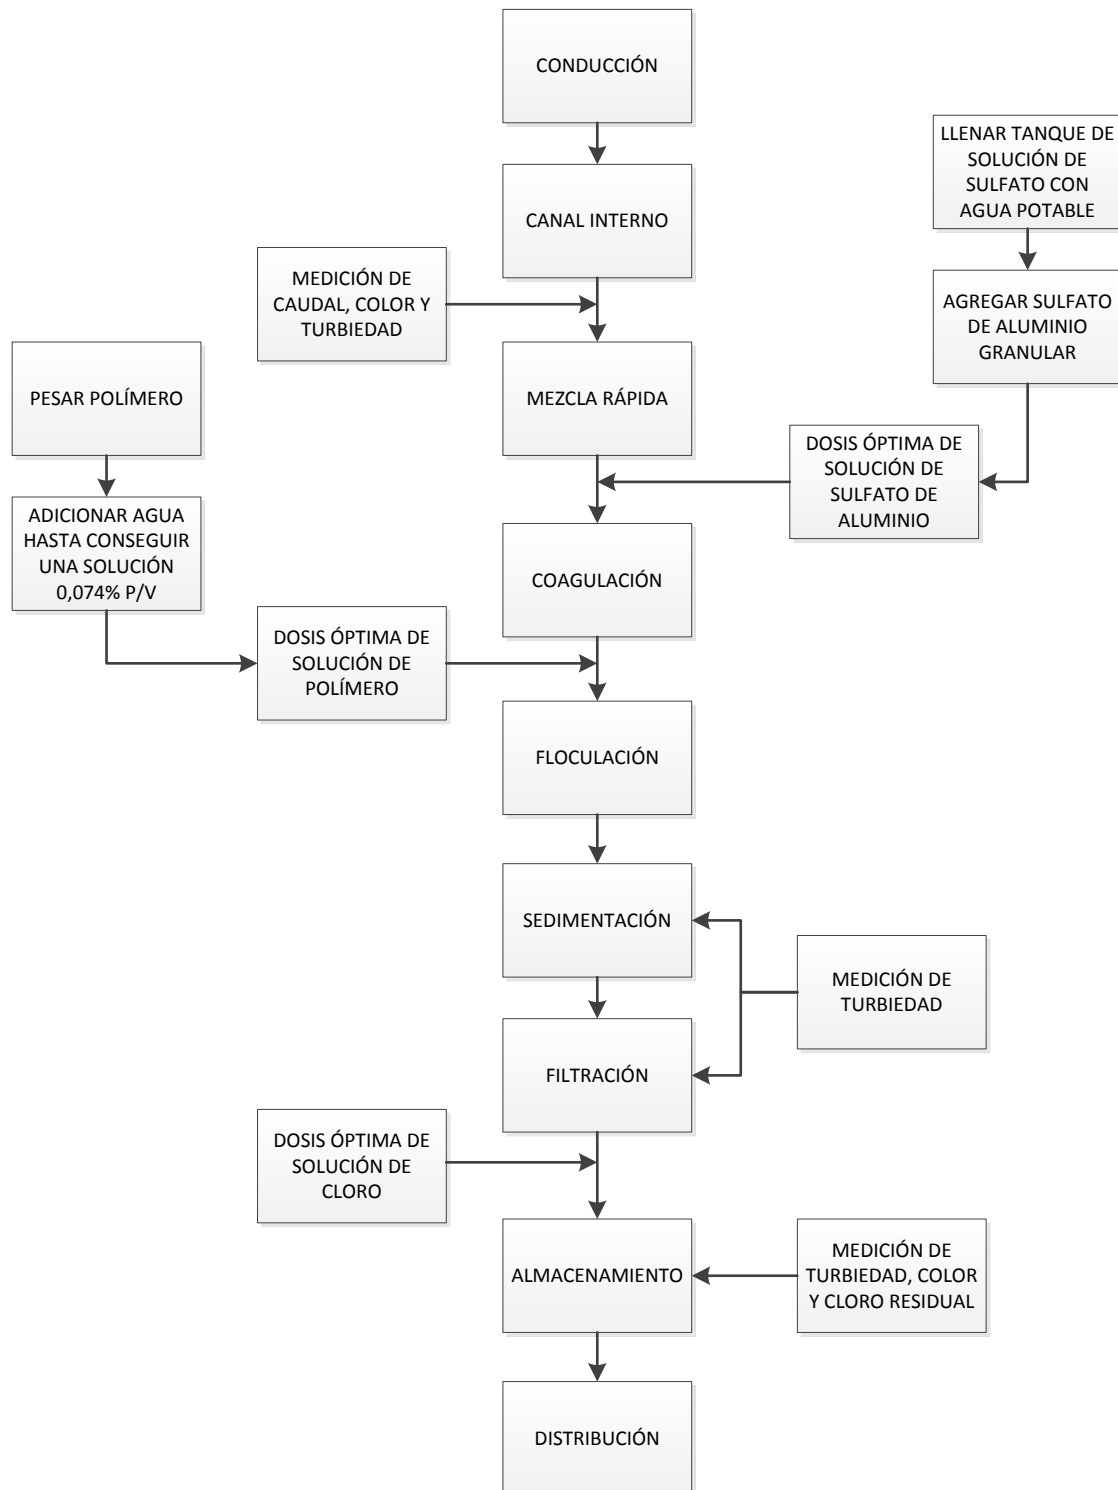 CONDUCCIÓN
LLENAR TANQUE DE
SOLUCIÓN DE
SULFATO CON
AGUA POTABLE
CANAL INTERNO
MEDICIÓN DE
CAUDAL, COLOR Y
TURBIEDAD
AGREGAR SULFATO
DE ALUMINIO
GRANULAR
PESAR POLÍMERO
MEZCLA RÁPIDA
DOSIS ÓPTIMA DE
SOLUCIÓN DE
SULFATO DE
ALUMINIO
ADICIONAR AGUA
HASTA CONSEGUIR
UNA SOLUCIÓN
0,074% P/V
COAGULACIÓN
DOSIS ÓPTIMA DE
SOLUCIÓN DE
POLÍMERO
FLOCULACIÓN
SEDIMENTACIÓN
MEDICIÓN DE
TURBIEDAD
FILTRACIÓN
DOSIS ÓPTIMA DE
SOLUCIÓN DE
CLORO
ALMACENAMIENTO
MEDICIÓN DE
TURBIEDAD, COLOR
Y CLORO RESIDUAL
DISTRIBUCIÓN